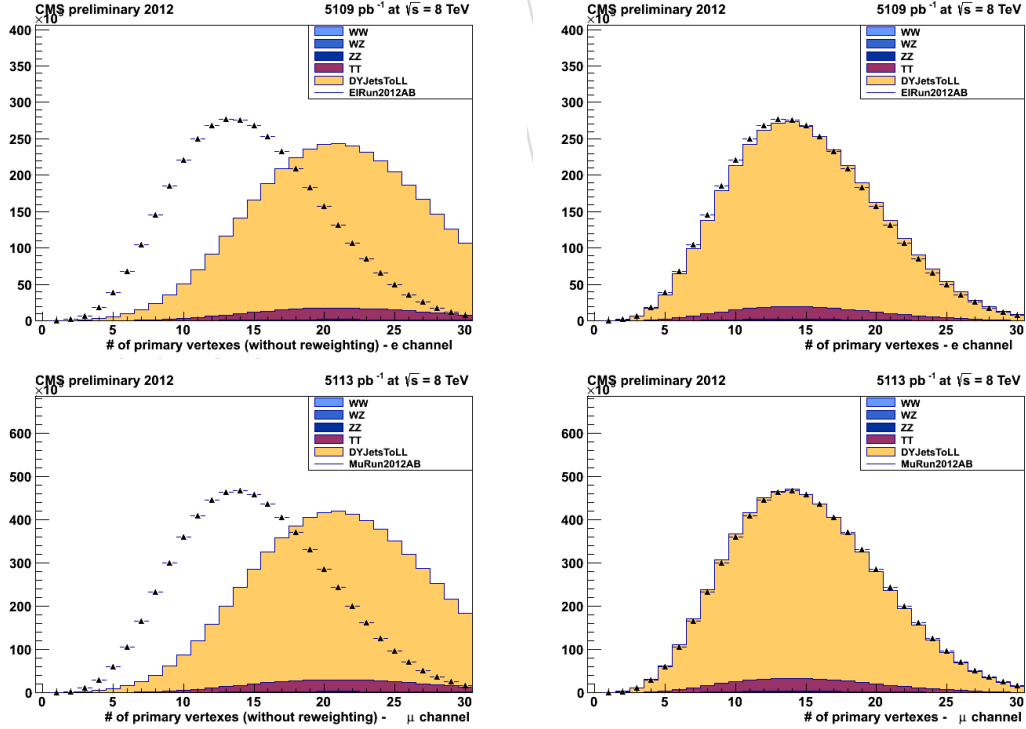 CMS preliminary 2012 5109 pb -1 at √s = 8 TeV
×10
400
350
300
250
200
150
100
50
0
WW
WZ
ZZ
TT
DYJetsToLL
ElRun2012AB
0 5 10 15 20 25 30
# of primary vertexes (without reweighting) - e channel
CMS preliminary 2012 5109 pb -1 at √s = 8 TeV
×10
400
350
300
250
200
150
100
50
0
WW
WZ
ZZ
TT
DYJetsToLL
ElRun2012AB
0 5 10 15 20 25 30
# of primary vertexes - e channel
CMS preliminary 2012 5113 pb -1 at √s = 8 TeV
×10
600
500
400
300
200
100
0
WW
WZ
ZZ
TT
DYJetsToLL
MuRun2012AB
0 5 10 15 20 25 30
# of primary vertexes (without reweighting) - μ channel
CMS preliminary 2012 5113 pb -1 at √s = 8 TeV
×10
600
500
400
300
200
100
0
WW
WZ
ZZ
TT
DYJetsToLL
MuRun2012AB
0 5 10 15 20 25 30
# of primary vertexes - μ channel